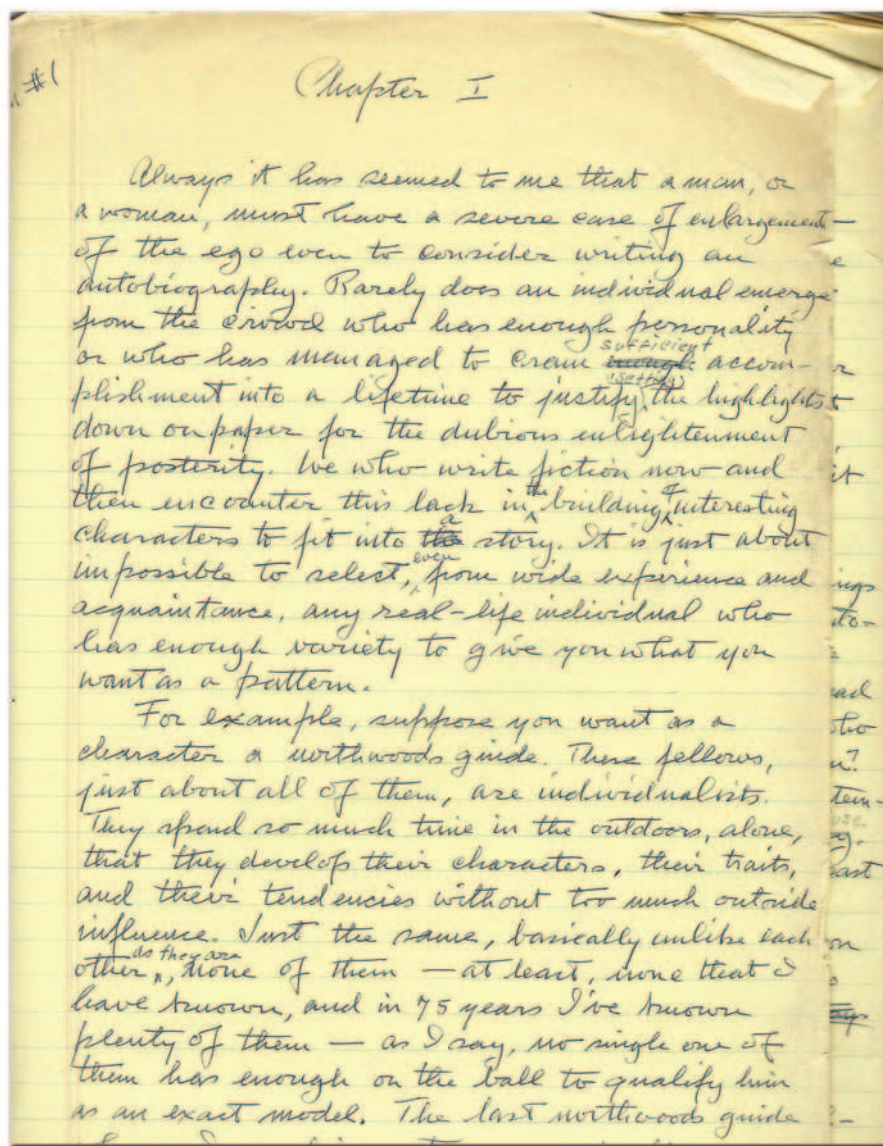 #1
Chapter I
Always it has seemed to me that a man, or
a woman, must have a severe case of enlargement
of the ego even to consider writing an
autobiography. Rarely does an individual emerge
from the crowd who has enough personality
sufficient
or who has managed to cram enough accom-
(setting)
plishment into a lifetime to justify the highlights
down on paper for the dubious enlightenment
of posterity. We who write fiction now and
then encounter this lack in the building of interesting
characters to fit into the a story. It is just about
even
impossible to select, from wide experience and
acquaintance, any real-life individual who
has enough variety to give you what you
want as a pattern.
For example, suppose you want as a
character a northwoods guide. These fellows,
just about all of them, are individualists.
They spend so much time in the outdoors, alone,
that they develop their characters, their traits,
and their tendencies without too much outside
influence. Just the same, basically unlike each
as they are
other, none of them — at least, none that I
have known, and in 75 years I've known
plenty of them — as I say, no single one of
them has enough on the ball to qualify him
as an exact model. The last northwoods guide